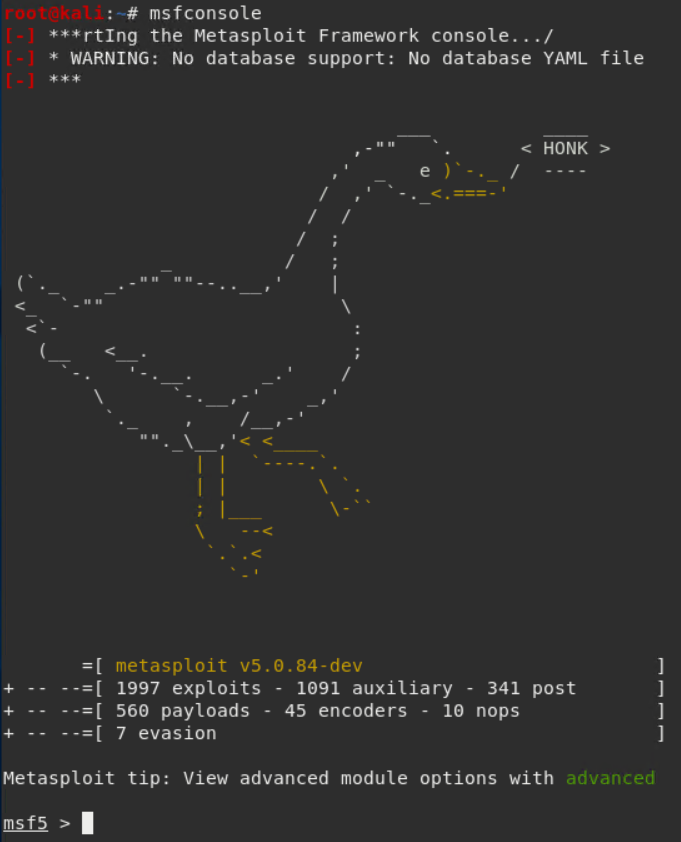 root@kali:~# msfconsole
[-] ***rtIng the Metasploit Framework console.../
[-] * WARNING: No database support: No database YAML file
[-] ***
< HONK >
=[ metasploit v5.0.84-dev ]
+ -- --=[ 1997 exploits - 1091 auxiliary - 341 post ]
+ -- --=[ 560 payloads - 45 encoders - 10 nops ]
+ -- --=[ 7 evasion ]
Metasploit tip: View advanced module options with advanced
msf5 >